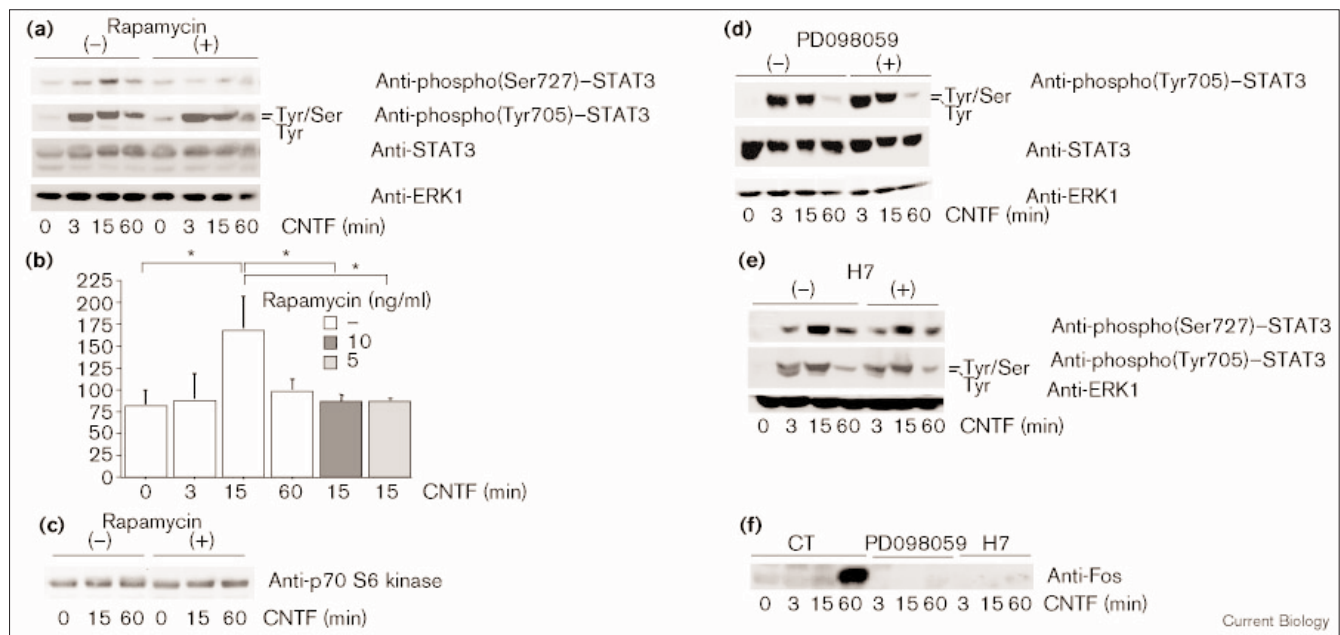 (a)
Rapamycin
(−) (+)
Anti-phospho(Ser727)–STAT3
Tyr/Ser
Tyr
Anti-phospho(Tyr705)–STAT3
Anti-STAT3
Anti-ERK1
0 3 15 60 0 3 15 60 CNTF (min)
(b)
* * *
225
200
175
150
125
100
75
50
25
0
Rapamycin (ng/ml)
–
10
5
0 3 15 60 15 15 CNTF (min)
(c)
Rapamycin
(−) (+)
Anti-p70 S6 kinase
0 15 60 0 15 60 CNTF (min)
(d)
PD098059
(−) (+)
Anti-phospho(Tyr705)–STAT3
Tyr/Ser
Tyr
Anti-STAT3
Anti-ERK1
0 3 15 60 3 15 60 CNTF (min)
(e)
H7
(−) (+)
Anti-phospho(Ser727)–STAT3
Tyr/Ser
Tyr
Anti-phospho(Tyr705)–STAT3
Anti-ERK1
0 3 15 60 3 15 60 CNTF (min)
(f)
CT PD098059 H7
Anti-Fos
0 3 15 60 3 15 60 3 15 60 CNTF (min)
Current Biology